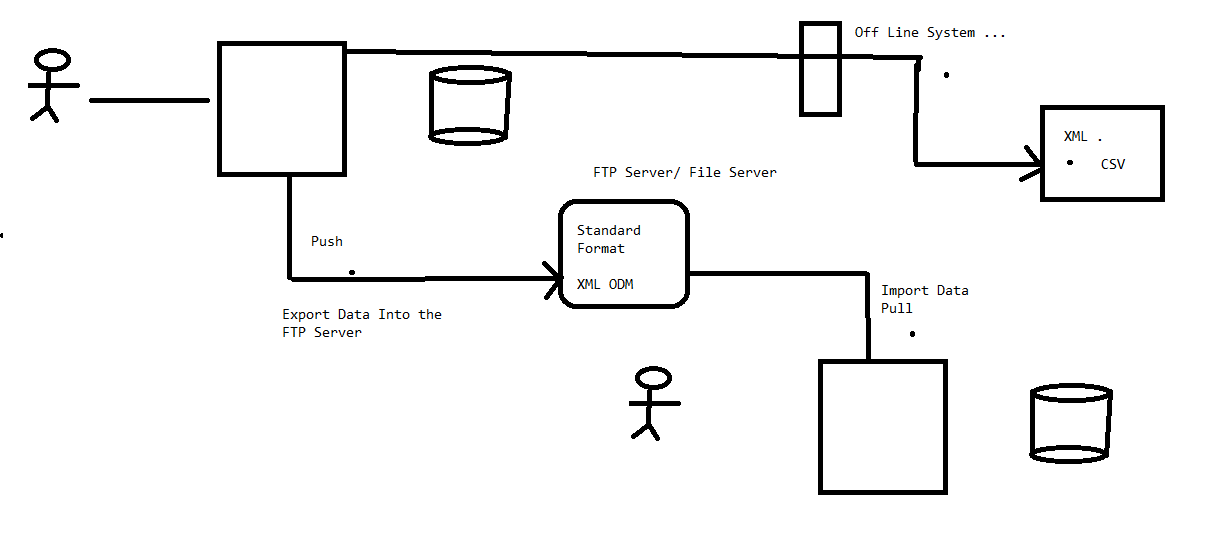 Off Line System ...
XML .
CSV
FTP Server/ File Server
Standard
Format
XML ODM
Push
Import Data
Pull
Export Data Into the
FTP Server